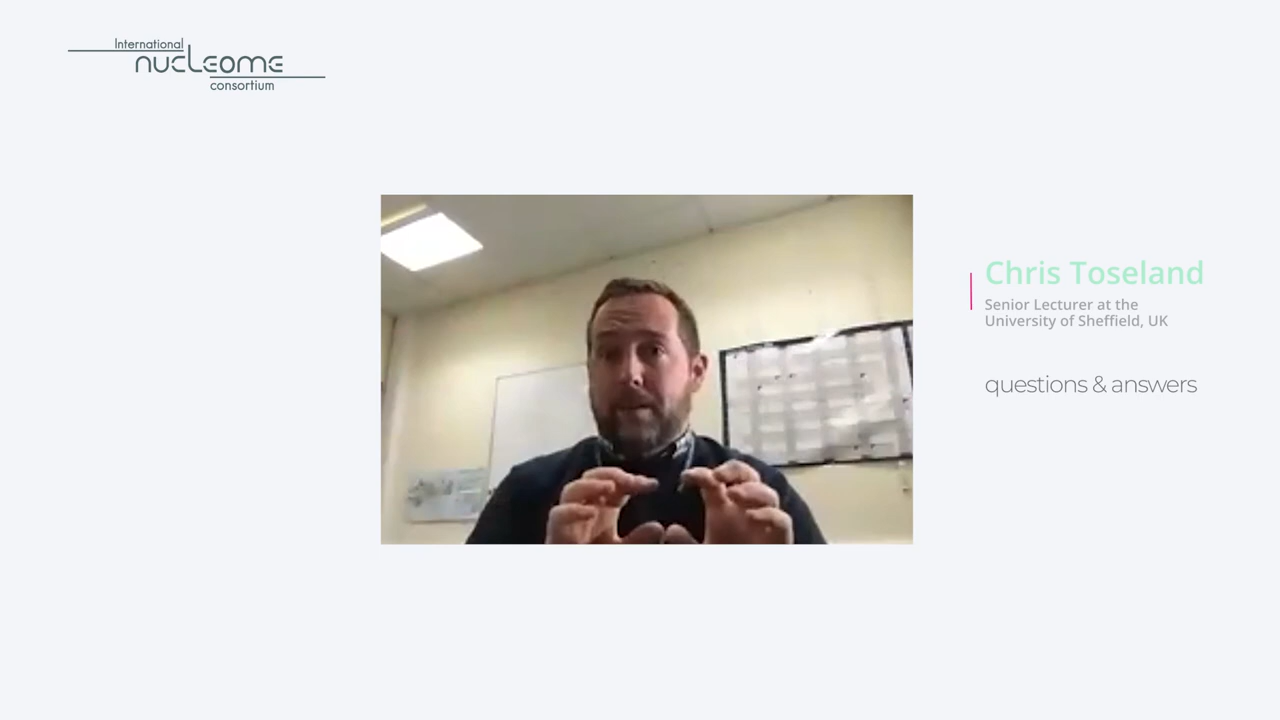 International
nucleome
consortium
Chris Toseland
Senior Lecturer at the
University of Sheffield, UK
questions & answers